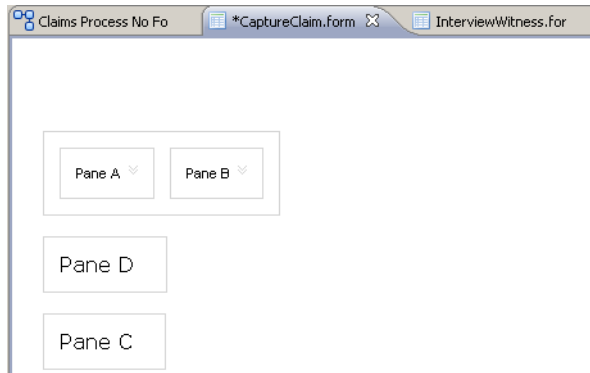 Claims Process No Fo *CaptureClaim.form InterviewWitness.for
Pane A Pane B
Pane D
Pane C